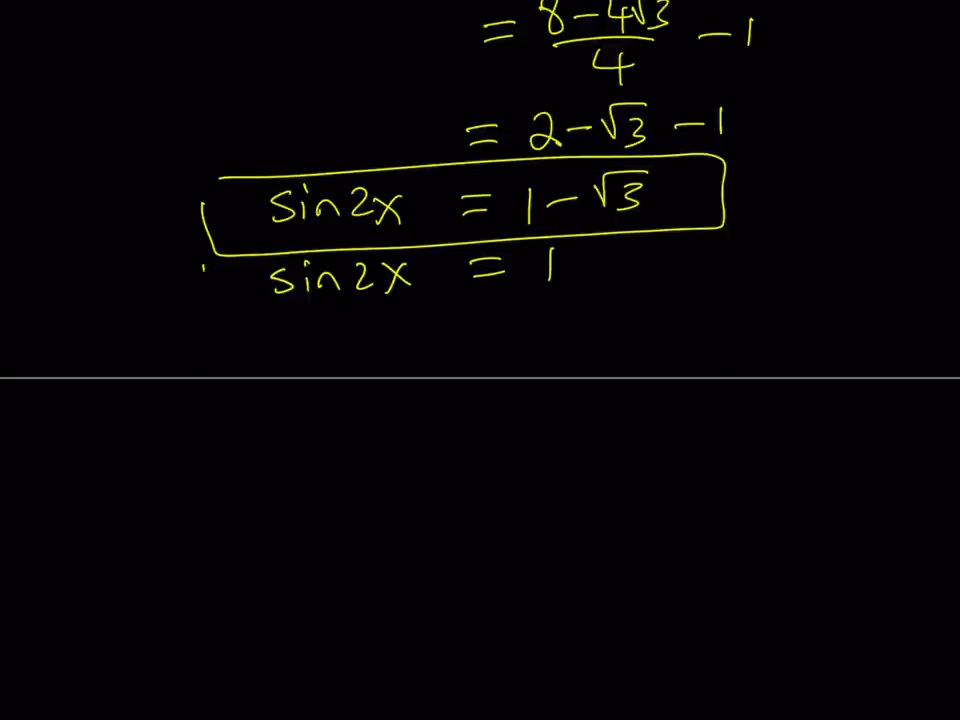 = 8-4√3/4 - 1
= 2-√3 - 1
sin2x = 1-√3
sin2x = 1